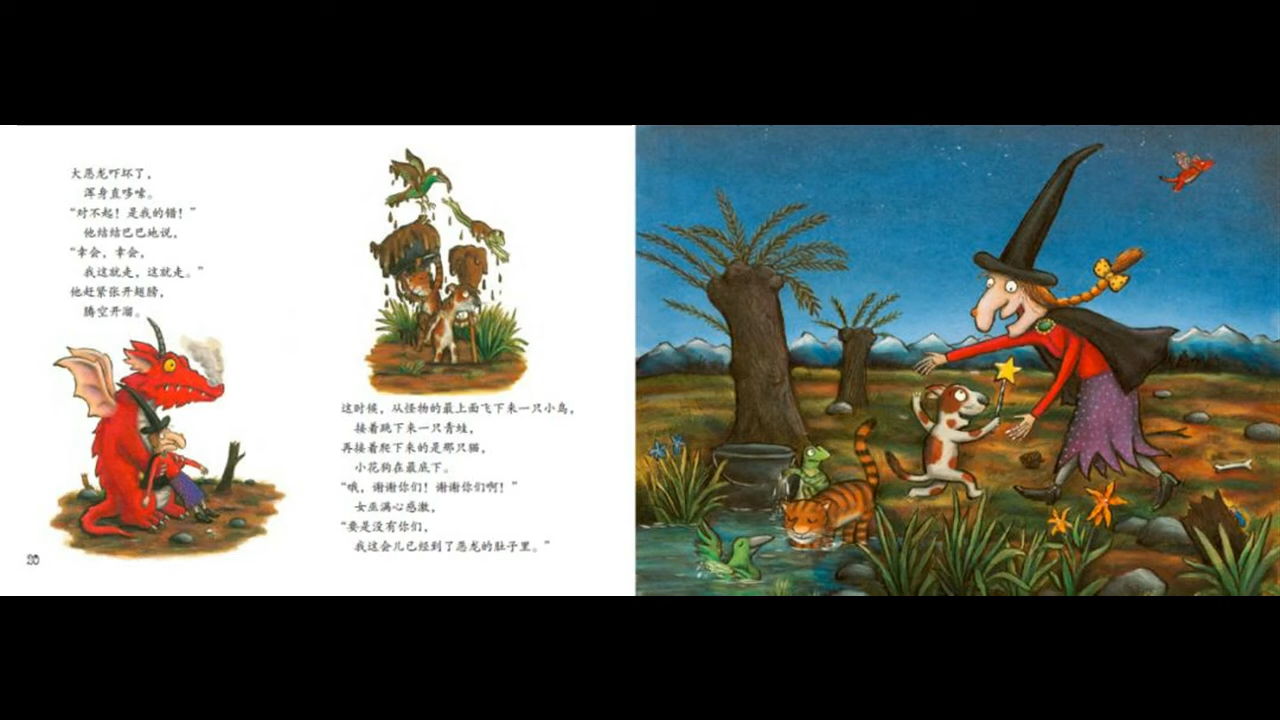 大恶龙吓坏了，
浑身直哆嗦。
“对不起！是我的错！”
他结结巴巴地说，
“幸会，幸会，
我这就走，这就走。”
他赶紧张开翅膀，
腾空开溜。
这时候，从怪物的最上面飞下来一只小鸟，
接着跳下来一只青蛙，
再接着爬下来的是那只猫，
小花狗在最底下。
“哦，谢谢你们！谢谢你们啊！”
女巫满心感激，
“要是没有你们，
我这会儿已经到了恶龙的肚子里。”